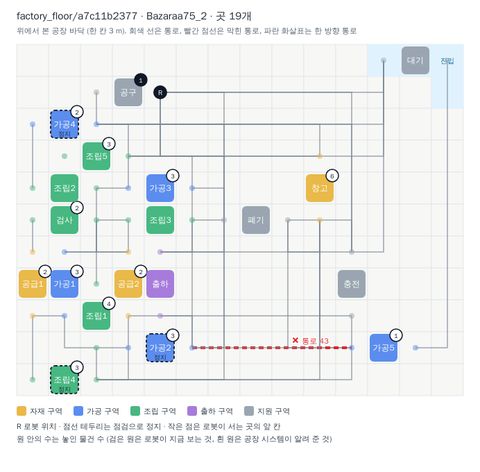 factory_floor/a7c11b2377 · Bazaraa75_2 · 곳 19개
위에서 본 공장 바닥 (한 칸 3 m). 회색 선은 통로, 빨간 점선은 막힌 통로, 파란 화살표는 한 방향 통로
대기
진입
공구
1
R
가공4
2
정지
조립5
3
조립2
가공3
3
창고
8
검사
2
조립3
폐기
공급1
2
가공1
3
공급2
2
출하
충전
조립1
4
가공2
3
정지
✖ 통로 43
가공5
1
조립4
3
정지
자재 구역
가공 구역
조립 구역
출하 구역
지원 구역
R 로봇 위치 · 점선 테두리는 점검으로 정지 · 작은 점은 로봇이 서는 곳의 앞 칸
원 안의 수는 놓인 물건 수 (검은 원은 로봇이 지금 보는 것, 흰 원은 공장 시스템이 알려 준 것)